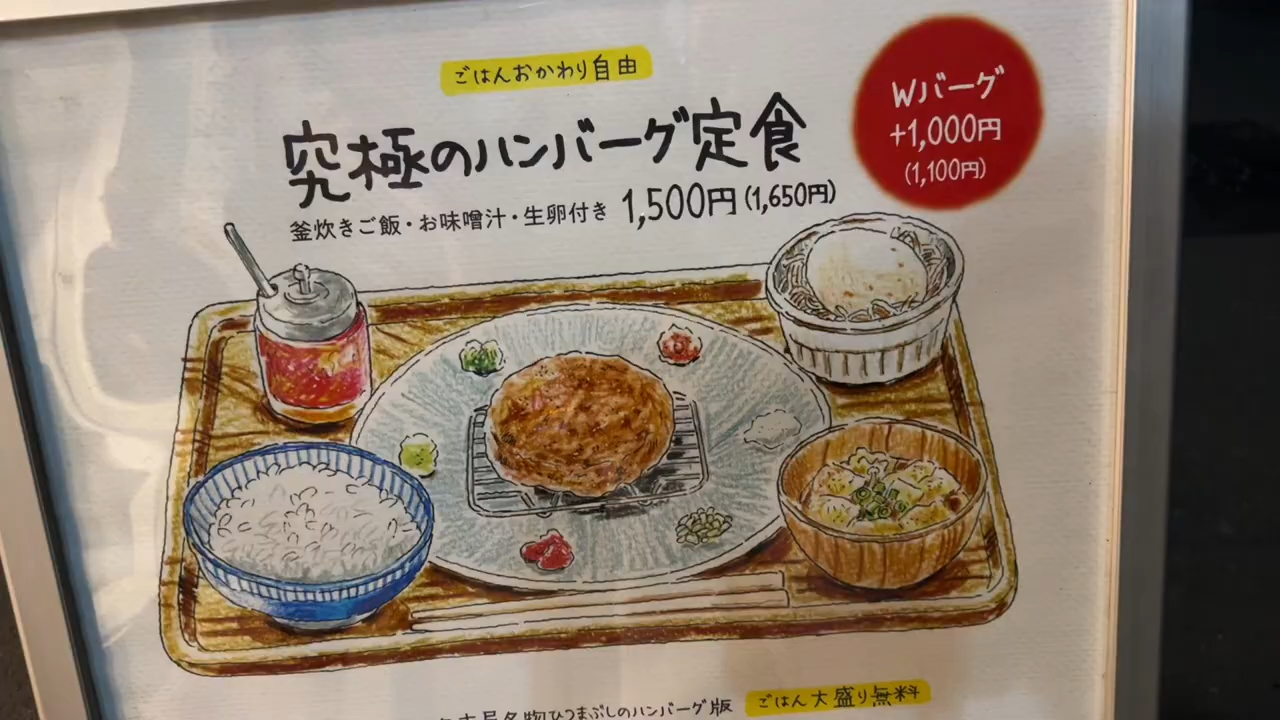 ごはんおかわり自由
究極のハンバーグ定食
釜炊きご飯・お味噌汁・生卵付き 1,500円(1,650円)
Wバーグ
+1,000円
(1,100円)
名物ひつまぶしのハンバーグ版
ごはん大盛り無料